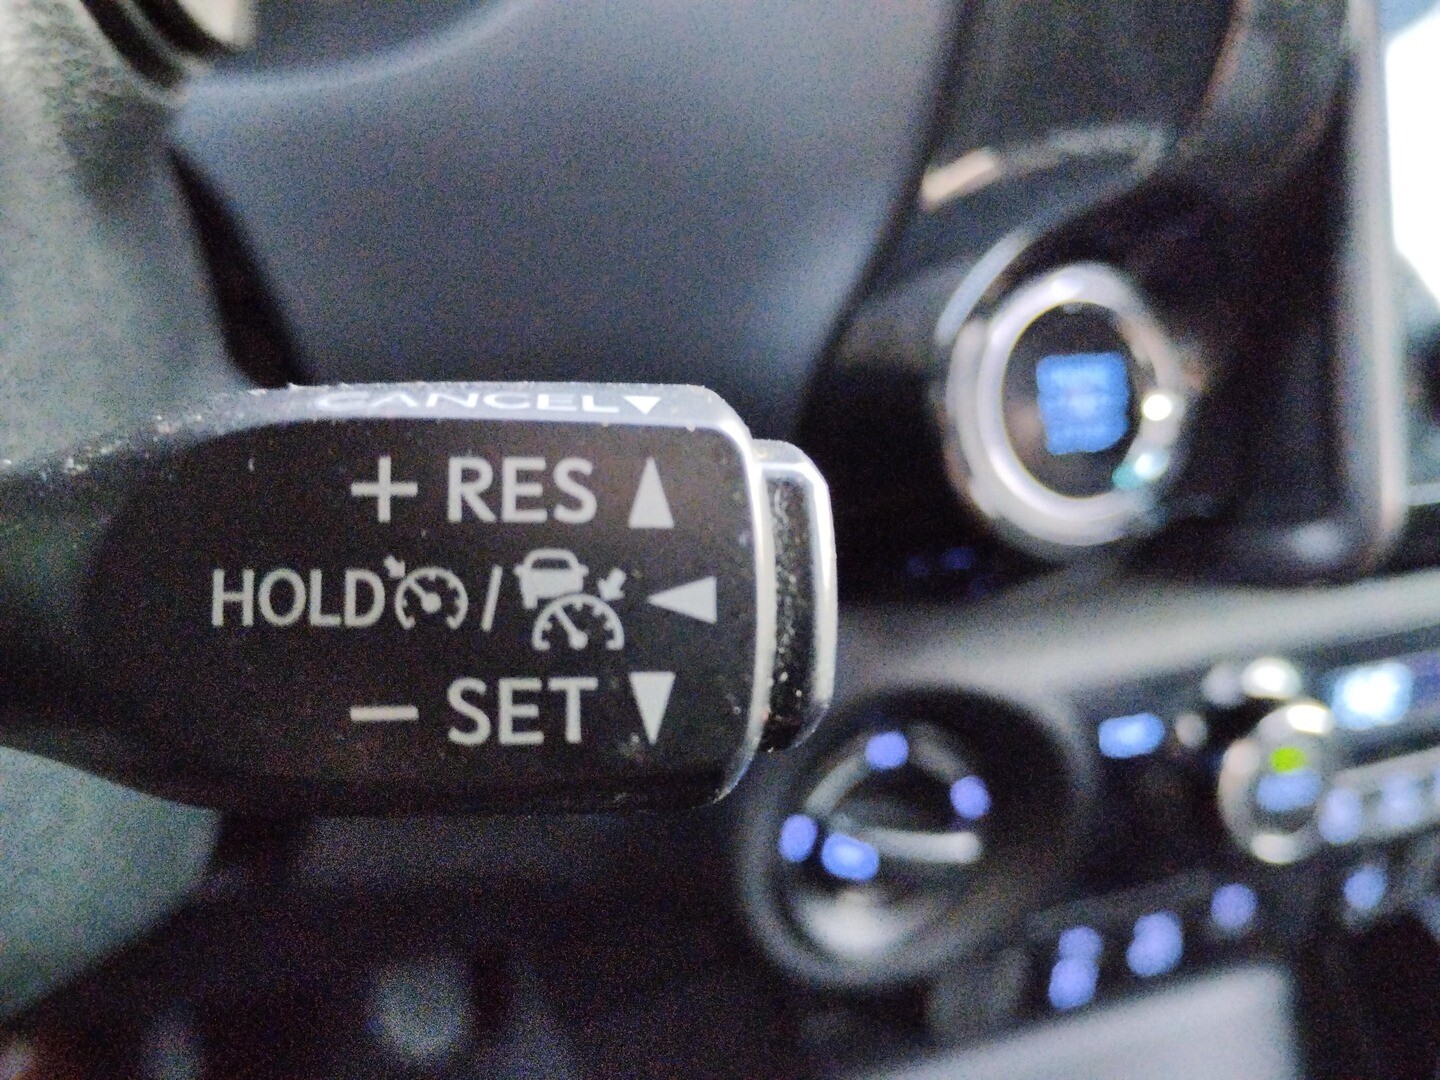 CANCEL
+ RES
HOLD /
- SET